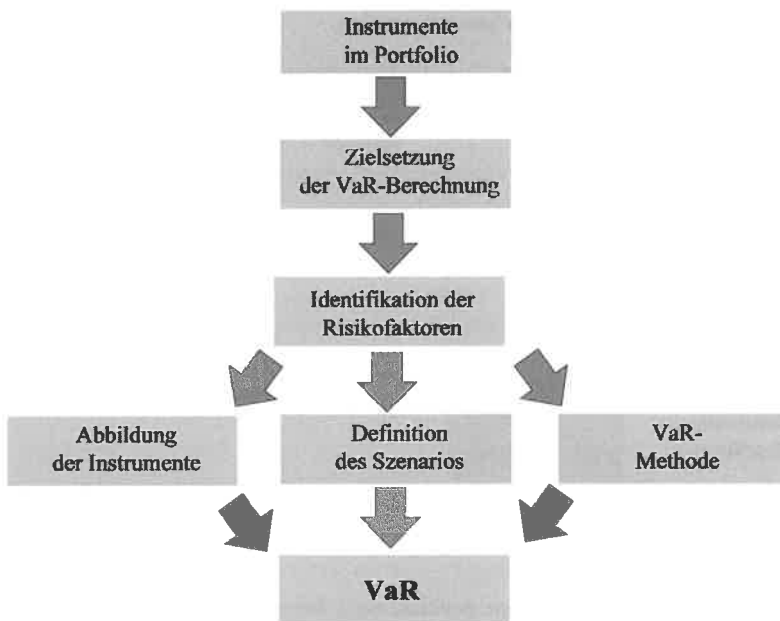 Instrumente
im Portfolio
Zielsetzung
der VaR-Berechnung
Identifikation der
Risikofaktoren
Abbildung
der Instrumente
Definition
des Szenarios
VaR-
Methode
VaR